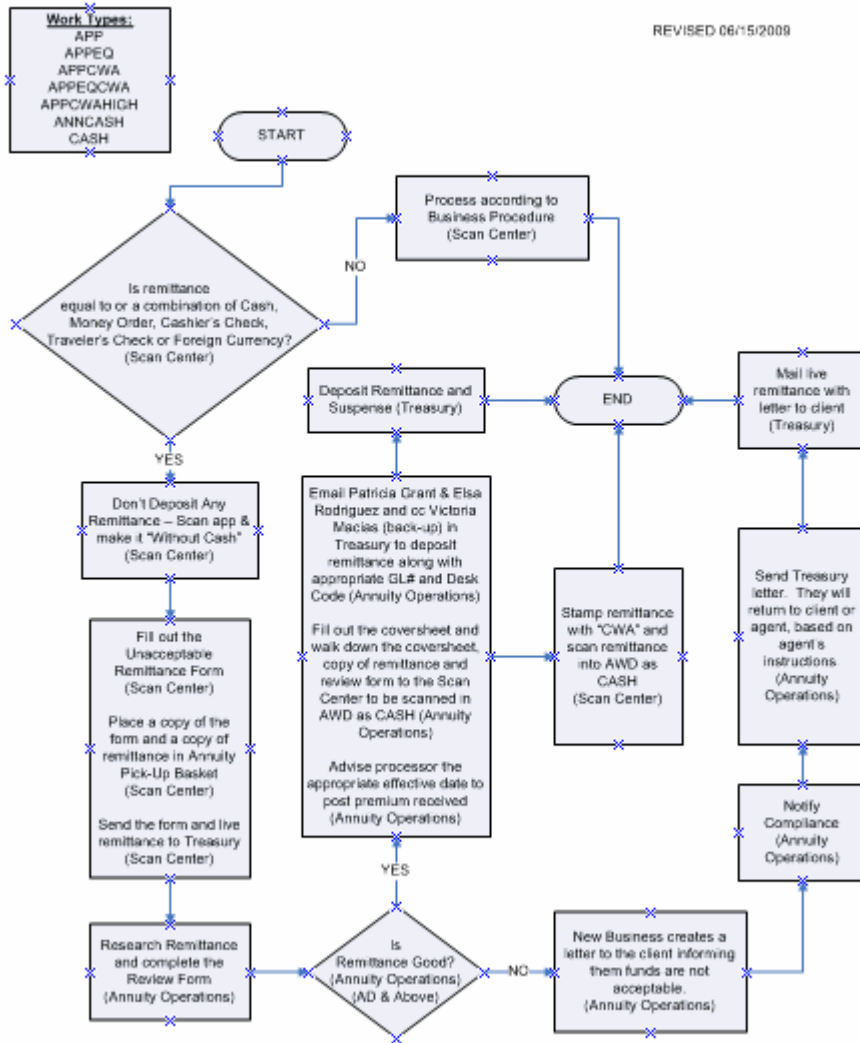 Work Types:
APP
APPEQ
APPCWA
APPEQCWA
APPCWAHIGH
ANNCASH
CASH
REVISED 06/15/2009
START
Process according to
Business Procedure
(Scan Center)
NO
Is remittance
equal to or a combination of Cash,
Money Order, Cashier's Check,
Traveler's Check or Foreign Currency?
(Scan Center)
YES
Deposit Remittance and
Suspense (Treasury)
END
Mail live
remittance with
letter to client
(Treasury)
Don't Deposit Any
Remittance – Scan app &
make it "Without Cash"
(Scan Center)
Email Patricia Grant & Elsa
Rodriguez and cc Victoria
Macias (back-up) in
Treasury to deposit
remittance along with
appropriate GL# and Desk
Code (Annuity Operations)
Fill out the coversheet and
walk down the coversheet,
copy of remittance and
review form to the Scan
Center to be scanned in
AWD as CASH (Annuity
Operations)
Advise processor the
appropriate effective date to
post premium received
(Annuity Operations)
Stamp remittance
with "CWA" and
scan remittance
into AWD as
CASH
(Scan Center)
Send Treasury
letter. They will
return to client or
agent, based on
agent's
instructions
(Annuity
Operations)
Fill out the
Unacceptable
Remittance Form
(Scan Center)
Place a copy of the
form and a copy of
remittance in Annuity
Pick-Up Basket
(Scan Center)
Send the form and live
remittance to Treasury
(Scan Center)
Notify
Compliance
(Annuity
Operations)
YES
Research Remittance
and complete the
Review Form
(Annuity Operations)
Is
Remittance Good?
(Annuity Operations)
(AD & Above)
NO
New Business creates a
letter to the client informing
them funds are not
acceptable.
(Annuity Operations)